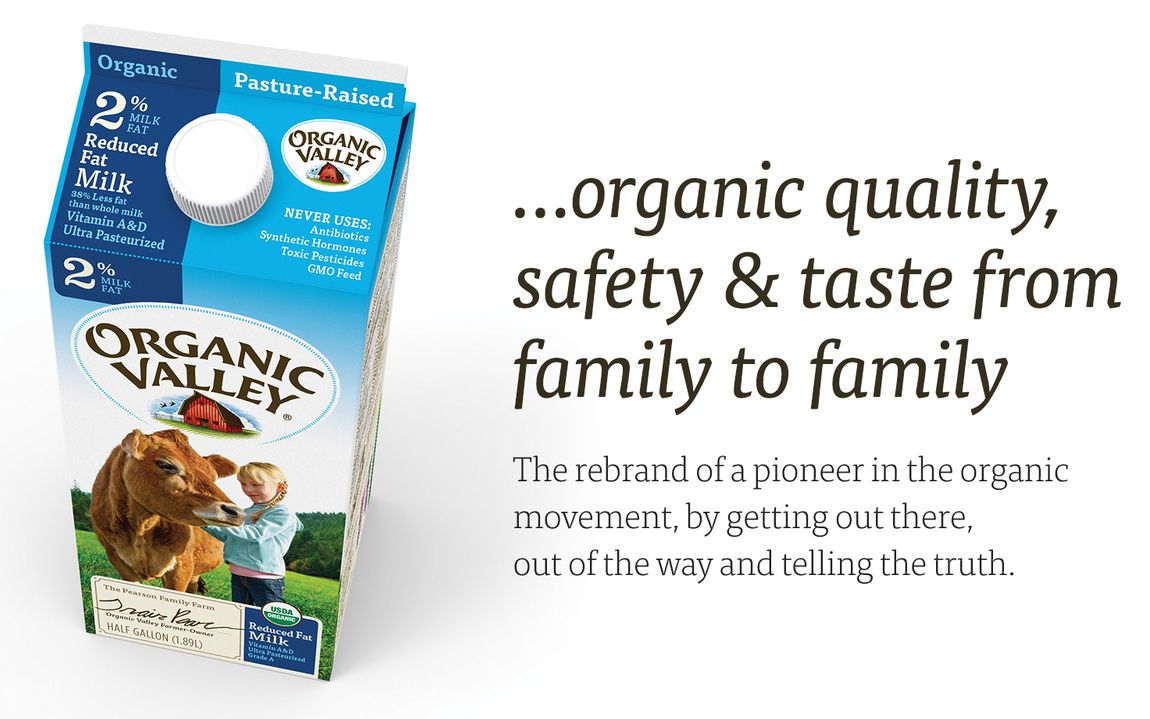 Organic
Pasture-Raised
2%
MILK
FAT
Reduced
Fat
Milk
38% Less fat
than whole milk
Vitamin A&D
Ultra Pasteurized
ORGANIC
VALLEY
NEVER USES:
Antibiotics
Synthetic Hormones
Toxic Pesticides
GMO Feed
2%
MILK
FAT
ORGANIC
VALLEY®
The Pearson Family Farm
Organic Valley Farmer-Owner
HALF GALLON (1.89L)
USDA
ORGANIC
Reduced Fat
Milk
Vitamin A&D
Ultra Pasteurized
Grade A
...organic quality,
safety & taste from
family to family
The rebrand of a pioneer in the organic
movement, by getting out there,
out of the way and telling the truth.